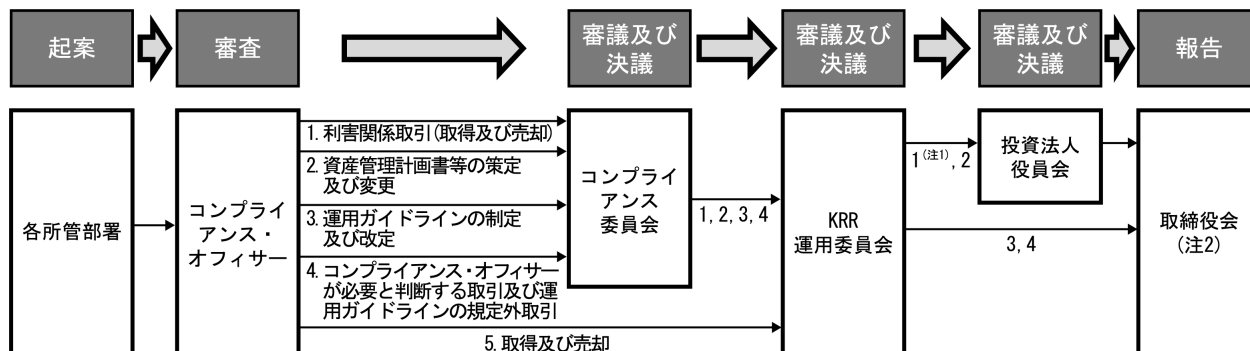 起案
審査
審議及び
決議
審議及び
決議
審議及び
決議
報告
各所管部署
コンプライ
アンス・
オフィサー
1. 利害関係取引(取得及び売却)
2. 資産管理計画書等の策定
及び変更
3. 運用ガイドラインの制定
及び改定
4. コンプライアンス・オフィサー
が必要と判断する取引及び運
用ガイドラインの規定外取引
5. 取得及び売却
コンプライ
アンス
委員会
1, 2, 3, 4
KRR
運用委員会
1(注1), 2
3, 4
投資法人
役員会
取締役会
(注2)